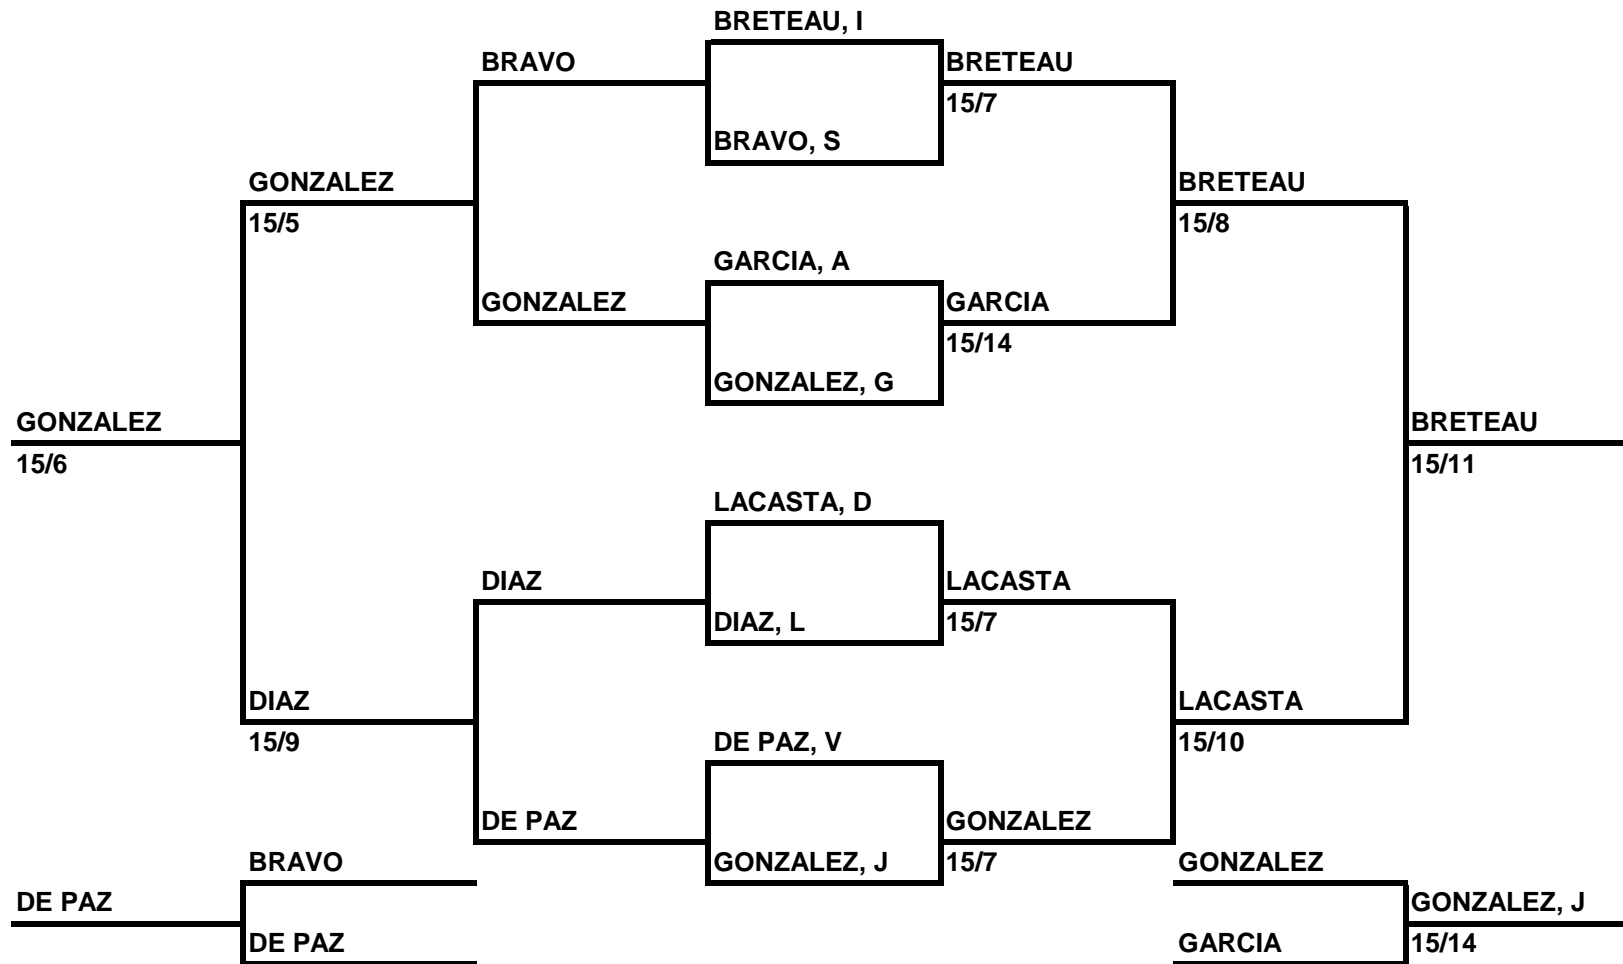 BRETEAU, I
BRAVO
BRETEAU
15/7
BRAVO, S
GONZALEZ
BRETEAU
15/5
15/8
GARCIA, A
GONZALEZ
GARCIA
15/14
GONZALEZ, G
GONZALEZ
BRETEAU
15/6
15/11
LACASTA, D
DIAZ
LACASTA
DIAZ, L
15/7
DIAZ
LACASTA
15/9
DE PAZ, V
15/10
DE PAZ
GONZALEZ
BRAVO
GONZALEZ, J
15/7
GONZALEZ
DE PAZ
GONZALEZ, J
DE PAZ
GARCIA
15/14